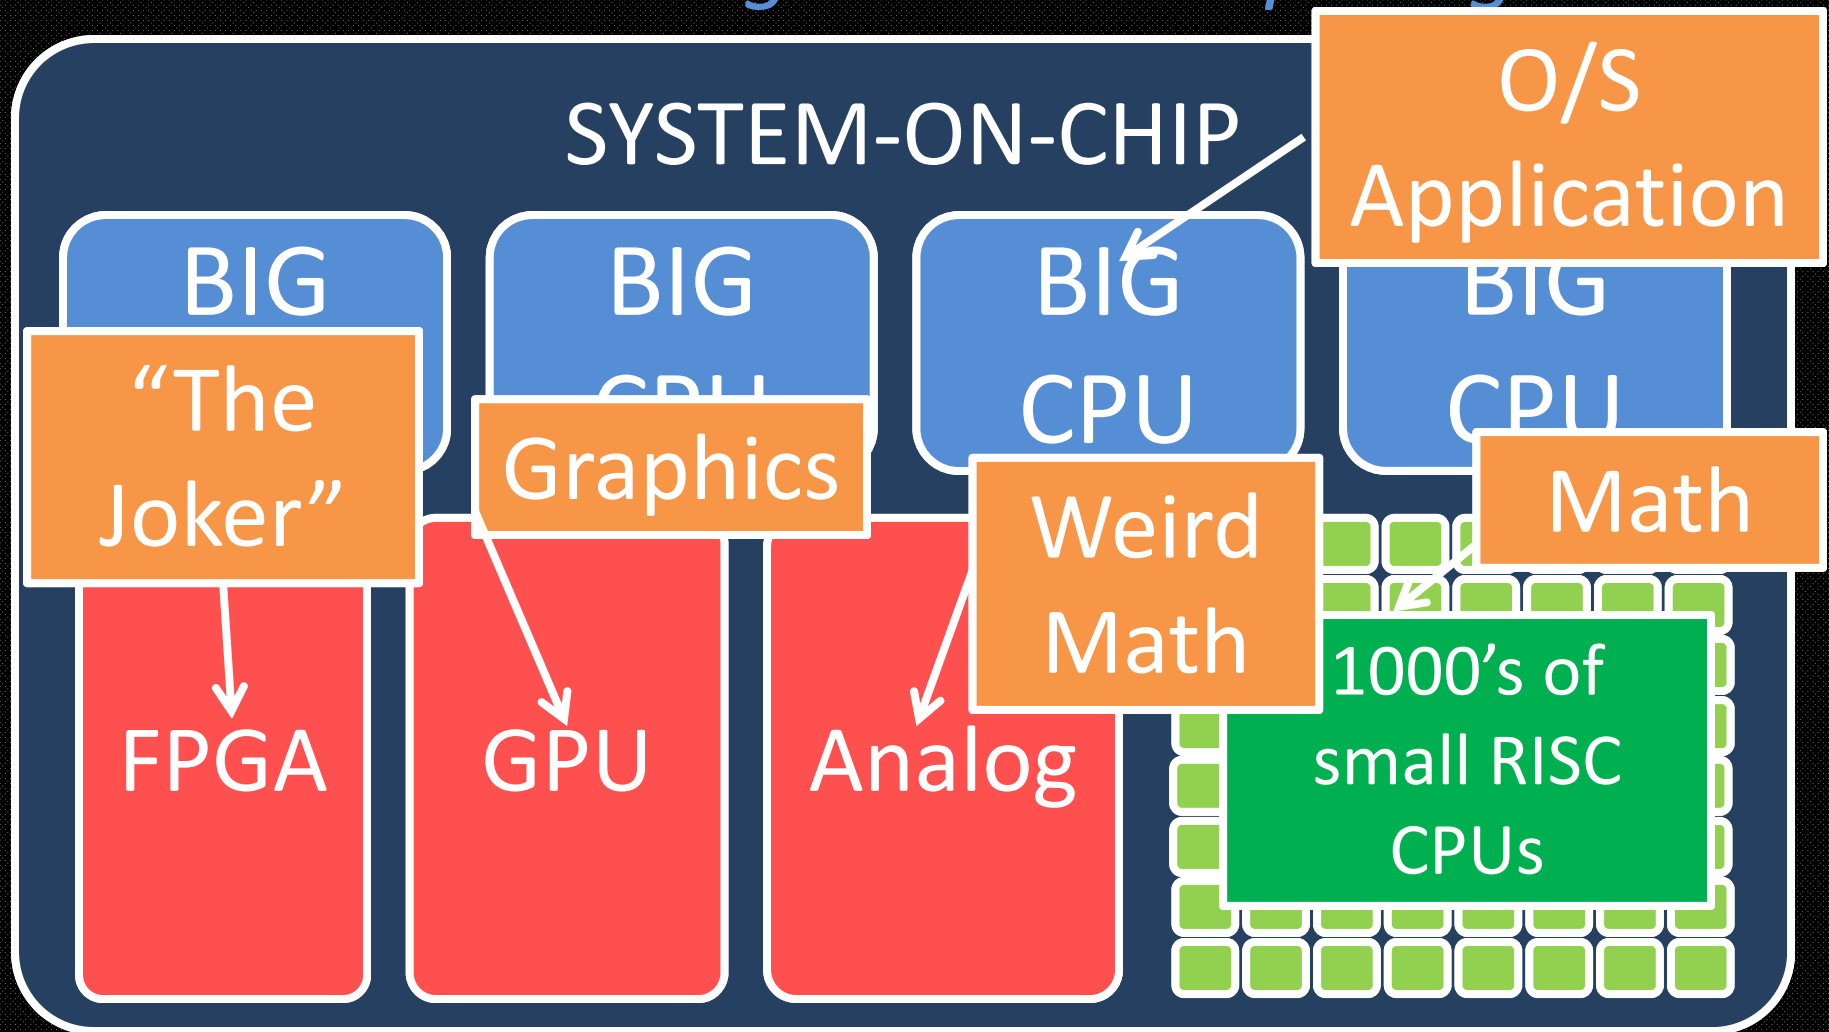 SYSTEM-ON-CHIP
O/S
Application
BIG
BIG
CPU
BIG
CPU
BIG
CPU
“The
Joker”
Graphics
Weird
Math
Math
FPGA
GPU
Analog
1000’s of
small RISC
CPUs